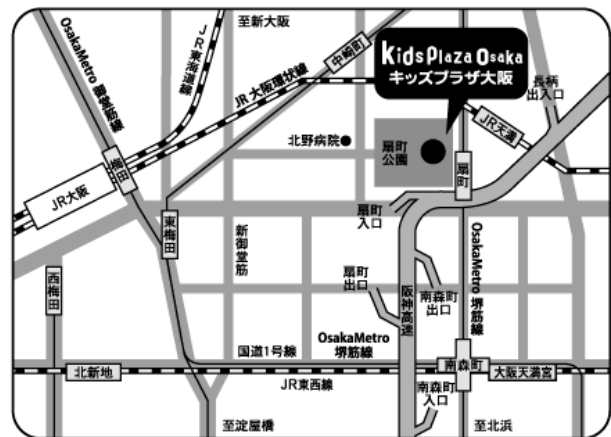 至新大阪
OsakaMetro 御堂筋線
JR東海道線
JR大阪環状線
中崎町
kidsplaza osaka
キッズプラザ大阪
長柄
出入口
JR天満
北野病院
扇町
公園
扇町
梅田
JR大阪
東梅田
西梅田
新御堂筋
扇町
入口
扇町
出口
阪神高速
南森町
出口
OsakaMetro 堺筋線
OsakaMetro
堺筋線
国道1号線
北新地
JR東西線
南森町
大阪天満宮
南森町
入口
至淀屋橋
至北浜